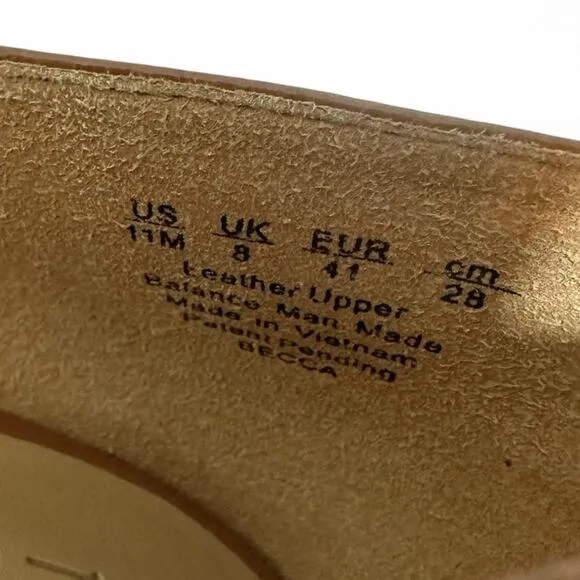 US UK EUR cm
11M 8 41 28
Leather Upper
Balance Man Made
Made in Vietnam
Patent Pending
BECCA